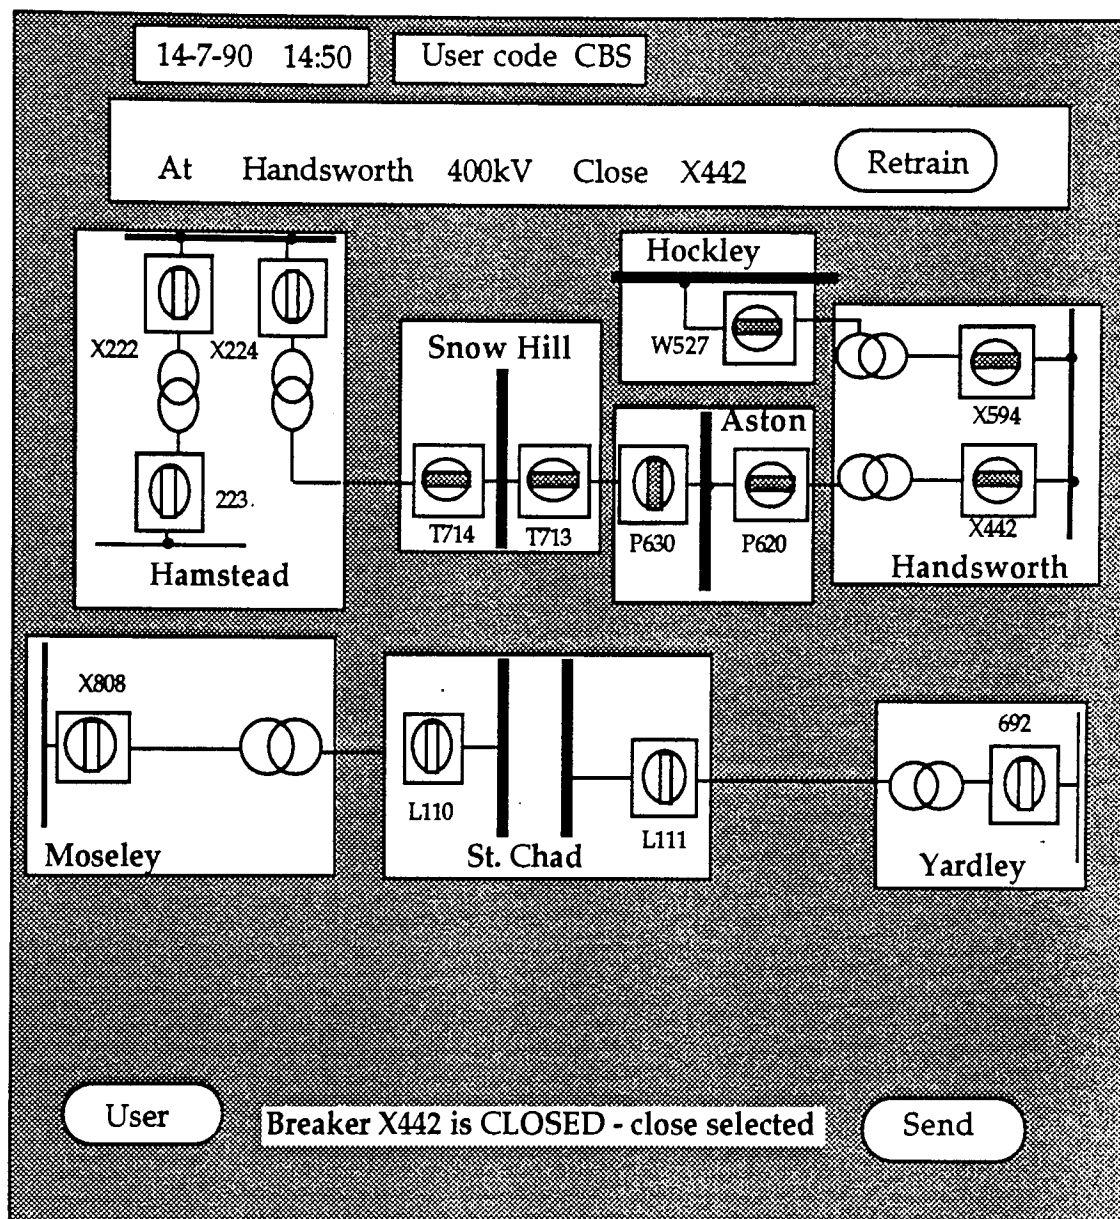 14-7-90 14:50
User code CBS
At Handsworth 400kV Close X442
Retrain
X222
X224
223.
Hamstead
Snow Hill
T714
T713
Hockley
W527
Aston
P630
P620
X594
X442
Handsworth
X808
Moseley
L110
L111
St. Chad
692
Yardley
User
Breaker X442 is CLOSED - close selected
Send